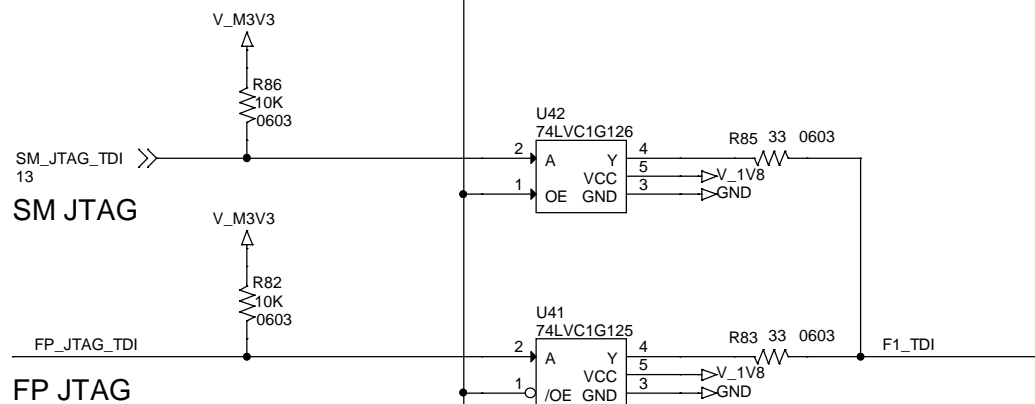 V_M3V3
R86
10K
0603
U42
74LVC1G126
SM_JTAG_TDI
13
2 A Y 4
R85 33 0603
VCC 5 V_1V8
1 OE GND 3 GND
SM JTAG
V_M3V3
R82
10K
0603
U41
74LVC1G125
FP_JTAG_TDI
2 A Y 4
R83 33 0603
F1_TDI
VCC 5 V_1V8
1 /OE GND 3 GND
FP JTAG